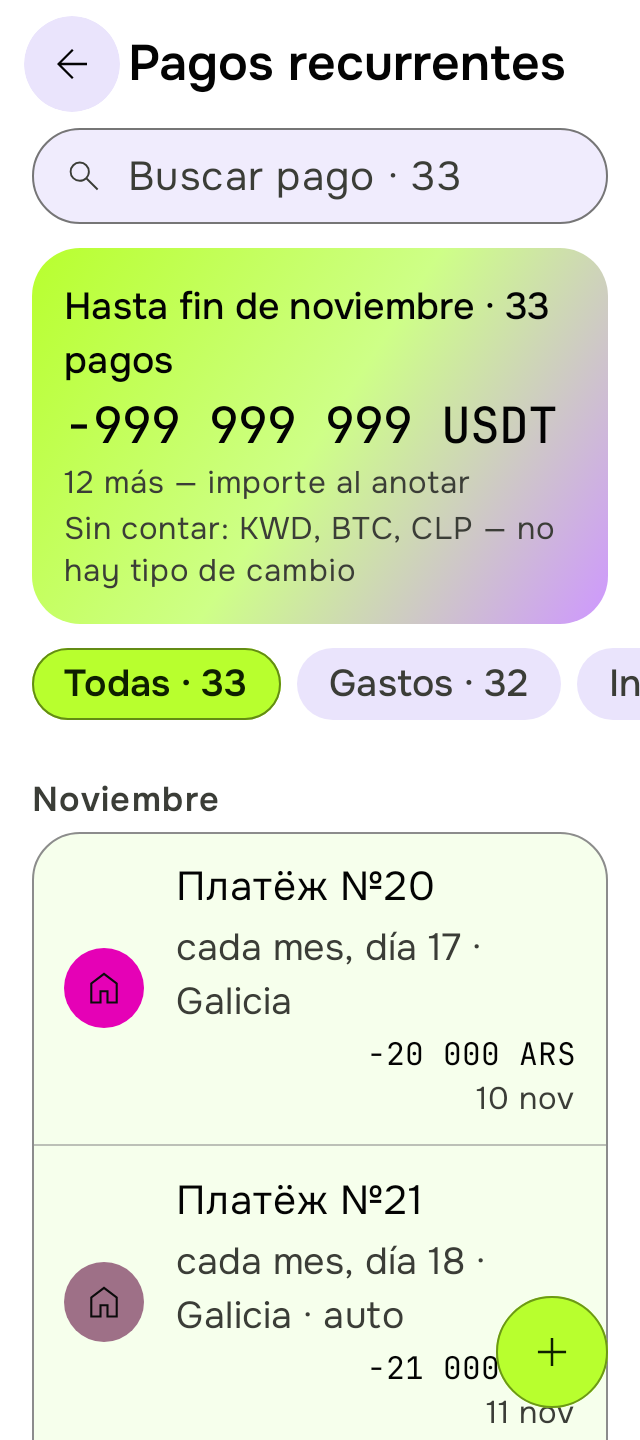 Pagos recurrentes
Buscar pago · 33
Hasta fin de noviembre · 33
pagos
-999 999 999 USDT
12 más — importe al anotar
Sin contar: KWD, BTC, CLP — no
hay tipo de cambio
Todas · 33
Gastos · 32
In
Noviembre
Платёж №20
cada mes, día 17 ·
Galicia
-20 000 ARS
10 nov
Платёж №21
cada mes, día 18 ·
Galicia · auto
-21 000
11 nov